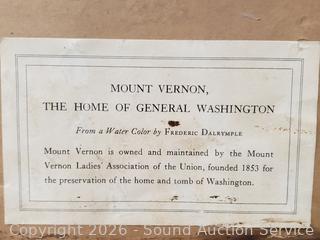 MOUNT VERNON,
THE HOME OF GENERAL WASHINGTON
From a Water Color by FREDERIC DALRYMPLE
Mount Vernon is owned and maintained by the Mount
Vernon Ladies' Association of the Union, founded 1853 for
the preservation of the home and tomb of Washington.
Copyright 2026 - Sound Auction Service